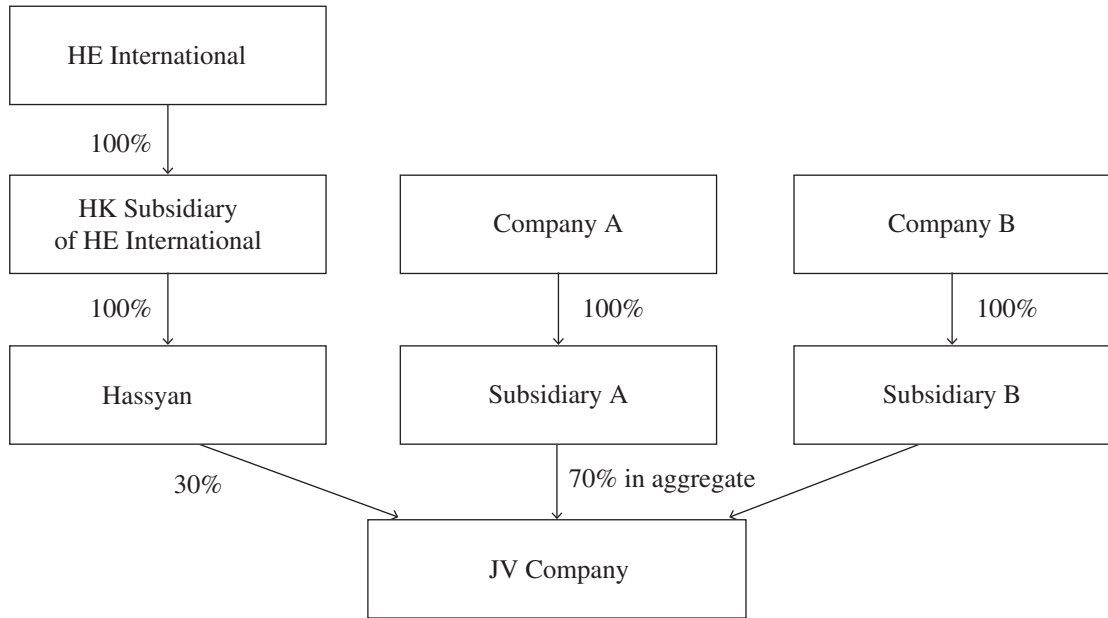 HE International
100%
HK Subsidiary
of HE International
Company A
Company B
100%
100%
100%
Hassyan
Subsidiary A
Subsidiary B
30%
70% in aggregate
JV Company